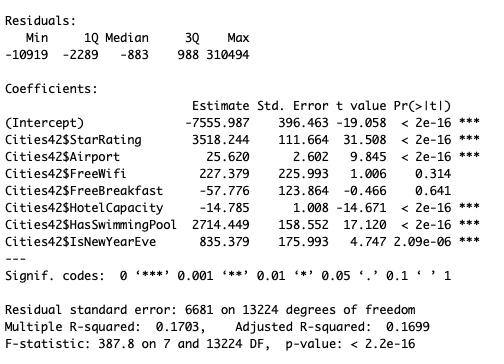 Residuals:
   Min     1Q Median     3Q    Max
-10919  -2289   -883    988 310494

Coefficients:
                          Estimate Std. Error t value Pr(>|t|)
(Intercept)              -7555.987    396.463 -19.058  < 2e-16 ***
Cities42$StarRating       3518.244    111.664  31.508  < 2e-16 ***
Cities42$Airport            25.620      2.602   9.845  < 2e-16 ***
Cities42$FreeWifi          227.379    225.993   1.006    0.314
Cities42$FreeBreakfast     -57.776    123.864  -0.466    0.641
Cities42$HotelCapacity     -14.785      1.008 -14.671  < 2e-16 ***
Cities42$HasSwimmingPool  2714.449    158.552  17.120  < 2e-16 ***
Cities42$IsNewYearEve      835.379    175.993   4.747 2.09e-06 ***
---
Signif. codes:  0 ‘***’ 0.001 ‘**’ 0.01 ‘*’ 0.05 ‘.’ 0.1 ‘ ’ 1

Residual standard error: 6681 on 13224 degrees of freedom
Multiple R-squared:  0.1703,    Adjusted R-squared:  0.1699
F-statistic: 387.8 on 7 and 13224 DF,  p-value: < 2.2e-16